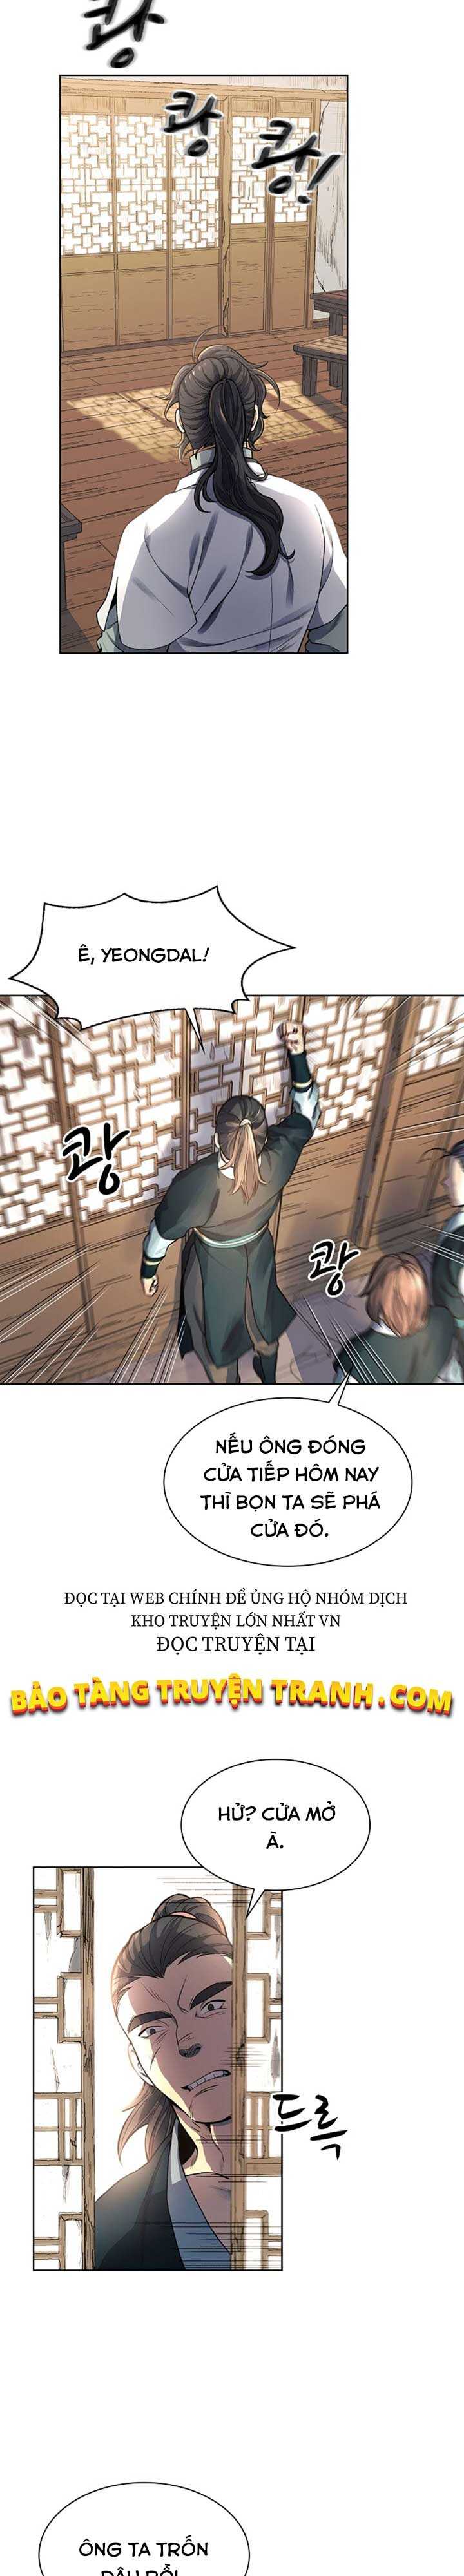 쾅
쾅
쾅!
Ê, YEONGDAL!
쾅
쾅
NẾU ÔNG ĐÓNG
CỬA TIẾP HÔM NAY
THÌ BỌN TA SẼ PHÁ
CỬA ĐÓ.
ĐỌC TẠI WEB CHÍNH ĐỂ ỦNG HỘ NHÓM DỊCH
KHO TRUYỆN LỚN NHẤT VN
ĐỌC TRUYỆN TẠI
BẢO TÀNG TRUYỆN TRANH.COM
HỬ? CỬA MỞ
À.
드륵
ÔNG TA TRỐN
ĐÂU RỒI